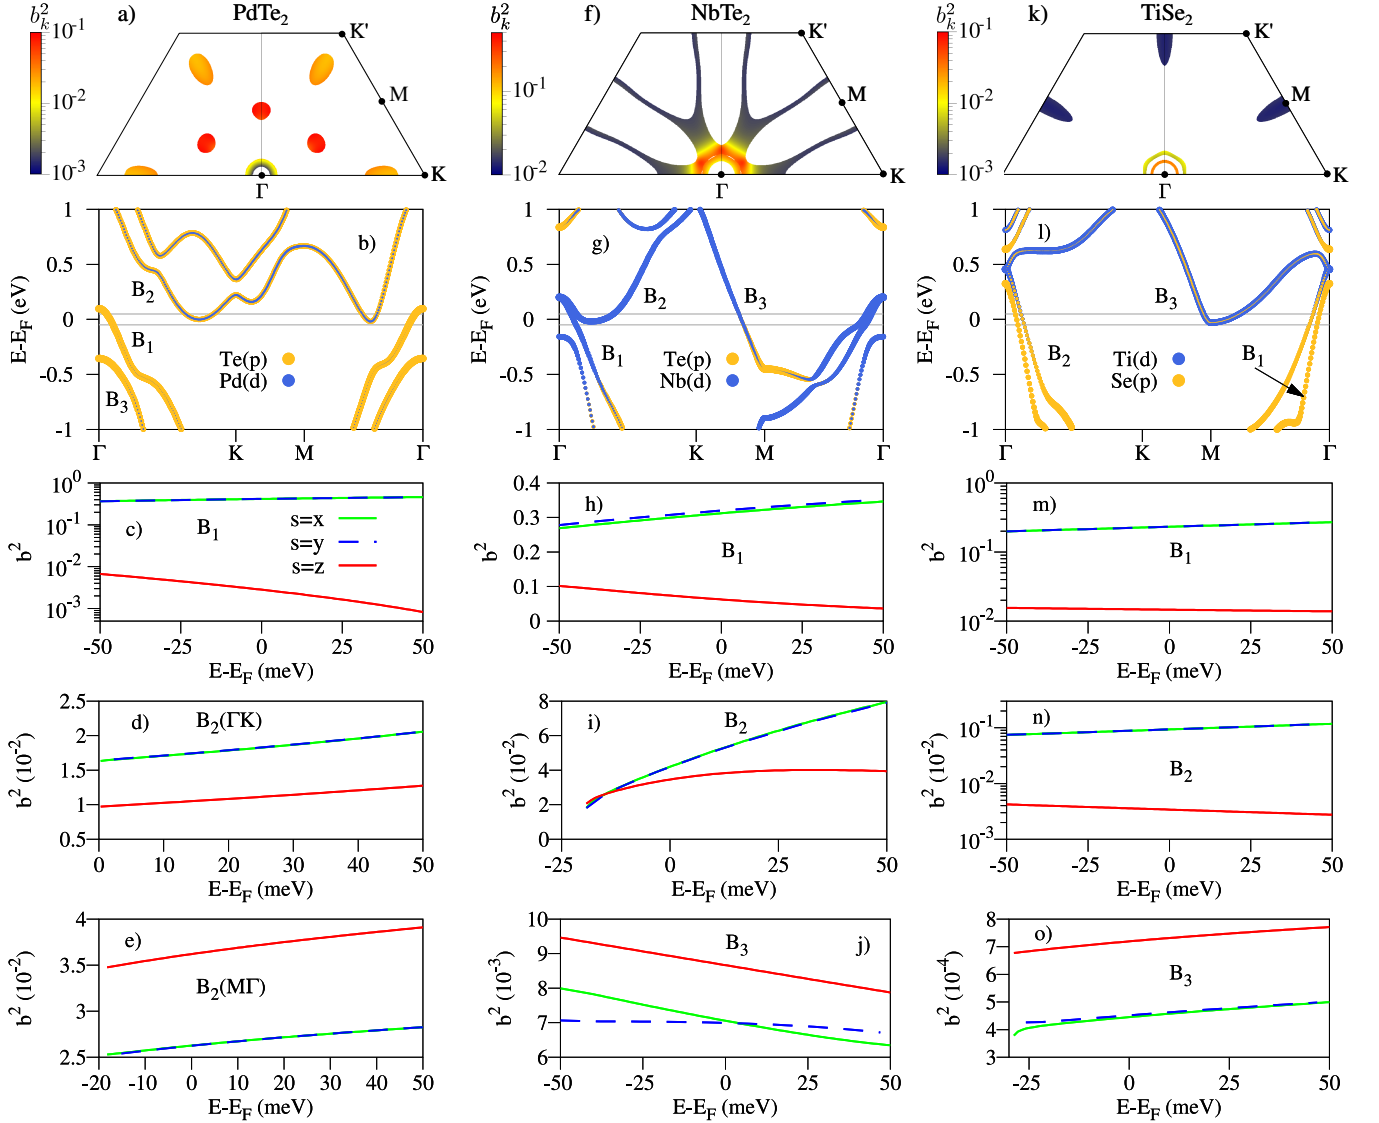 b²ₖ a) PdTe₂
10⁻¹
10⁻²
10⁻³
K'
M
K
Γ
b²ₖ f) NbTe₂
10⁻¹
10⁻²
K'
M
K
Γ
b²ₖ k) TiSe₂
10⁻¹
10⁻²
10⁻³
K'
M
K
Γ
b)
E-E_F (eV)
1
0.5
0
-0.5
-1
B₂
B₁
B₃
Te(p)
Pd(d)
Γ K M Γ
g)
E-E_F (eV)
1
0.5
0
-0.5
-1
B₂
B₃
B₁
Te(p)
Nb(d)
Γ K M Γ
l)
E-E_F (eV)
1
0.5
0
-0.5
-1
B₃
B₂
B₁
Ti(d)
Se(p)
Γ K M Γ
c) B₁
b²
10⁰
10⁻¹
10⁻²
10⁻³
s=x
s=y
s=z
-50 -25 0 25 50
E-E_F (meV)
h)
b²
0.4
0.3
0.2
0.1
0
B₁
-50 -25 0 25 50
E-E_F (meV)
m)
b²
10⁰
10⁻¹
10⁻²
B₁
-50 -25 0 25 50
E-E_F (meV)
d) B₂(ΓK)
b² (10⁻²)
2.5
2
1.5
1
0.5
0 10 20 30 40 50
E-E_F (meV)
i) B₂
b² (10⁻²)
8
6
4
2
0
-25 0 25 50
E-E_F (meV)
n)
b² (10⁻²)
10⁻¹
10⁻²
10⁻³
B₂
-50 -25 0 25 50
E-E_F (meV)
e)
b² (10⁻²)
4
3.5
3
2.5
B₂(MΓ)
-20 -10 0 10 20 30 40 50
E-E_F (meV)
B₃ j)
b² (10⁻³)
10
9
8
7
6
-50 -25 0 25 50
E-E_F (meV)
o)
b² (10⁻⁴)
8
7
6
5
4
3
B₃
-25 0 25 50
E-E_F (meV)